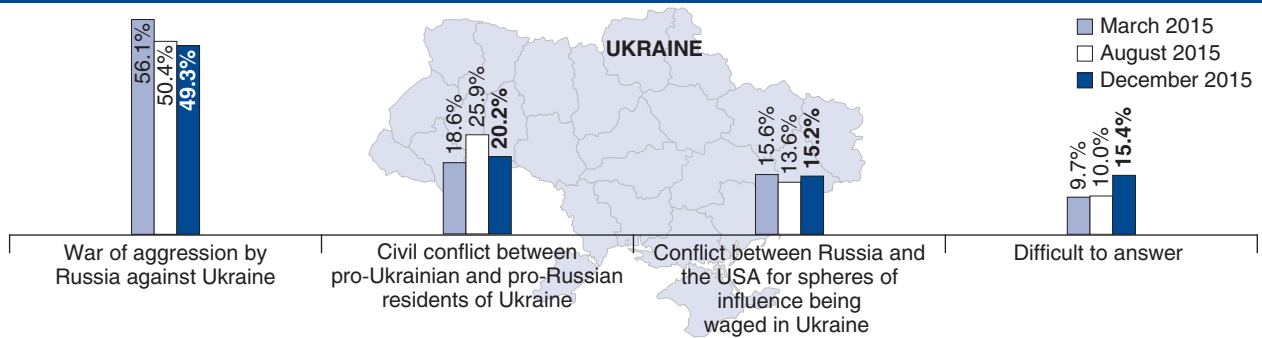 UKRAINE
March 2015
August 2015
December 2015
56.1%
50.4%
49.3%
18.6%
25.9%
20.2%
15.6%
13.6%
15.2%
9.7%
10.0%
15.4%
War of aggression by
Russia against Ukraine
Civil conflict between
pro-Ukrainian and pro-Russian
residents of Ukraine
Conflict between Russia and
the USA for spheres of
influence being
waged in Ukraine
Difficult to answer